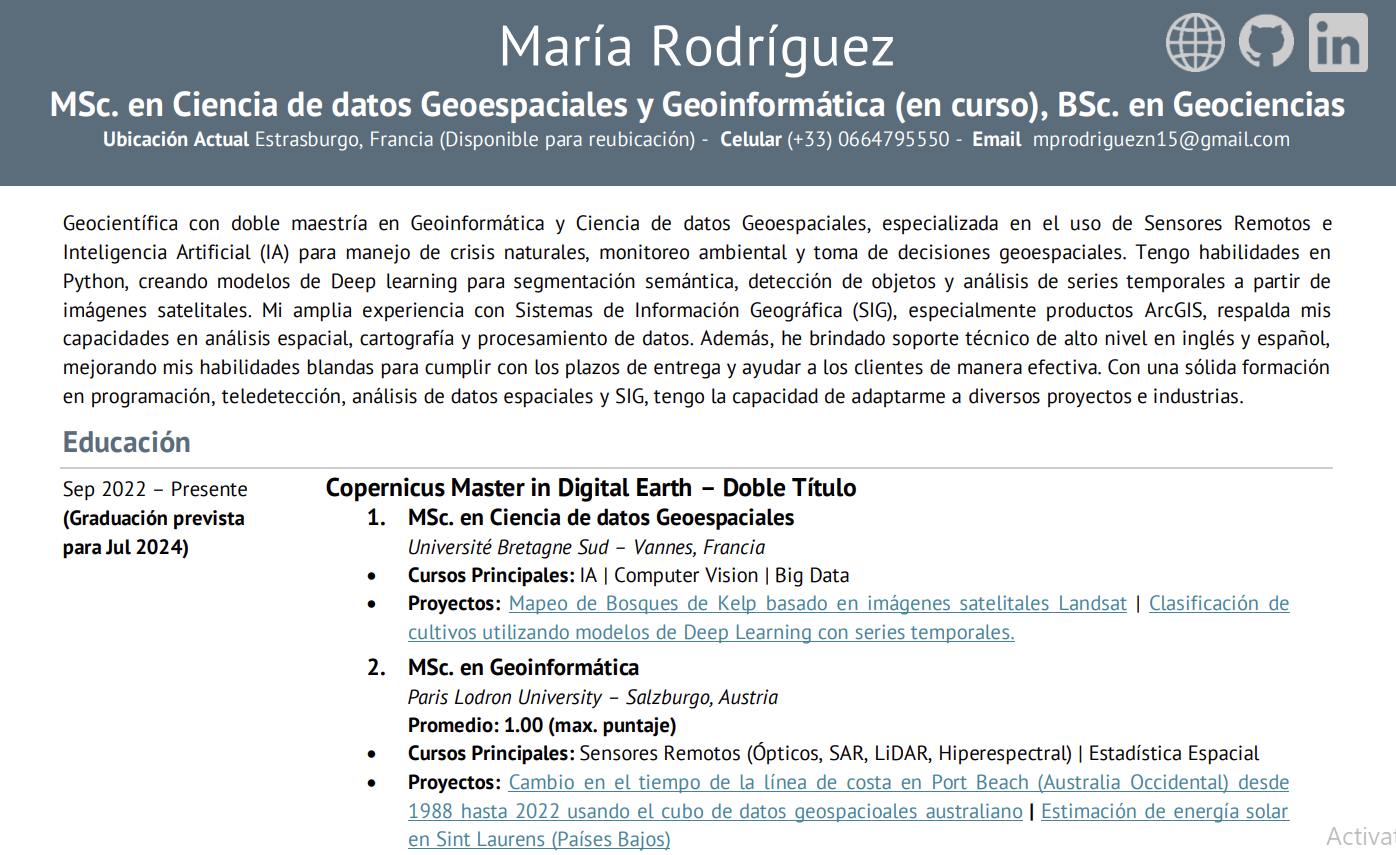 María Rodríguez
in
MSc. en Ciencia de datos Geoespaciales y Geoinformática (en curso), BSc. en Geociencias
Ubicación Actual Estrasburgo, Francia (Disponible para reubicación) - Celular (+33) 0664795550 - Email mprodriguezn15@gmail.com
Geocientífica con doble maestría en Geoinformática y Ciencia de datos Geoespaciales, especializada en el uso de Sensores Remotos e
Inteligencia Artificial (IA) para manejo de crisis naturales, monitoreo ambiental y toma de decisiones geoespaciales. Tengo habilidades en
Python, creando modelos de Deep learning para segmentación semántica, detección de objetos y análisis de series temporales a partir de
imágenes satelitales. Mi amplia experiencia con Sistemas de Información Geográfica (SIG), especialmente productos ArcGIS, respalda mis
capacidades en análisis espacial, cartografía y procesamiento de datos. Además, he brindado soporte técnico de alto nivel en inglés y español,
mejorando mis habilidades blandas para cumplir con los plazos de entrega y ayudar a los clientes de manera efectiva. Con una sólida formación
en programación, teledetección, análisis de datos espaciales y SIG, tengo la capacidad de adaptarme a diversos proyectos e industrias.
Educación
Sep 2022 – Presente
(Graduación prevista
para Jul 2024)
Copernicus Master in Digital Earth – Doble Título
1. MSc. en Ciencia de datos Geoespaciales
Université Bretagne Sud – Vannes, Francia
• Cursos Principales: IA | Computer Vision | Big Data
• Proyectos: Mapeo de Bosques de Kelp basado en imágenes satelitales Landsat | Clasificación de
cultivos utilizando modelos de Deep Learning con series temporales.
2. MSc. en Geoinformática
Paris Lodron University – Salzburgo, Austria
Promedio: 1.00 (max. puntaje)
• Cursos Principales: Sensores Remotos (Ópticos, SAR, LiDAR, Hiperespectral) | Estadística Espacial
• Proyectos: Cambio en el tiempo de la línea de costa en Port Beach (Australia Occidental) desde
1988 hasta 2022 usando el cubo de datos geospacioales australiano | Estimación de energía solar
en Sint Laurens (Países Bajos)